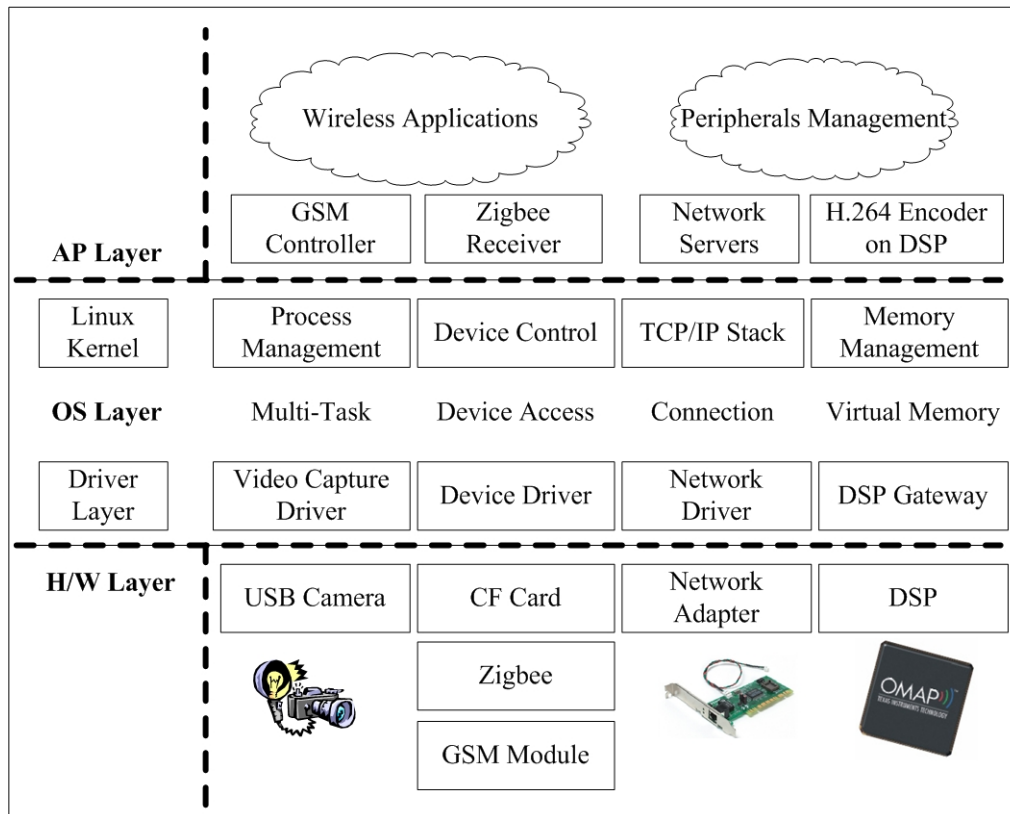 Wireless Applications
Peripherals Management
GSM
Controller
Zigbee
Receiver
Network
Servers
H.264 Encoder
on DSP
AP Layer
Linux
Kernel
Process
Management
Device Control
TCP/IP Stack
Memory
Management
OS Layer
Multi-Task
Device Access
Connection
Virtual Memory
Driver
Layer
Video Capture
Driver
Device Driver
Network
Driver
DSP Gateway
H/W Layer
USB Camera
CF Card
Network
Adapter
DSP
Zigbee
GSM Module
OMAP
TEXAS INSTRUMENTS TECHNOLOGY